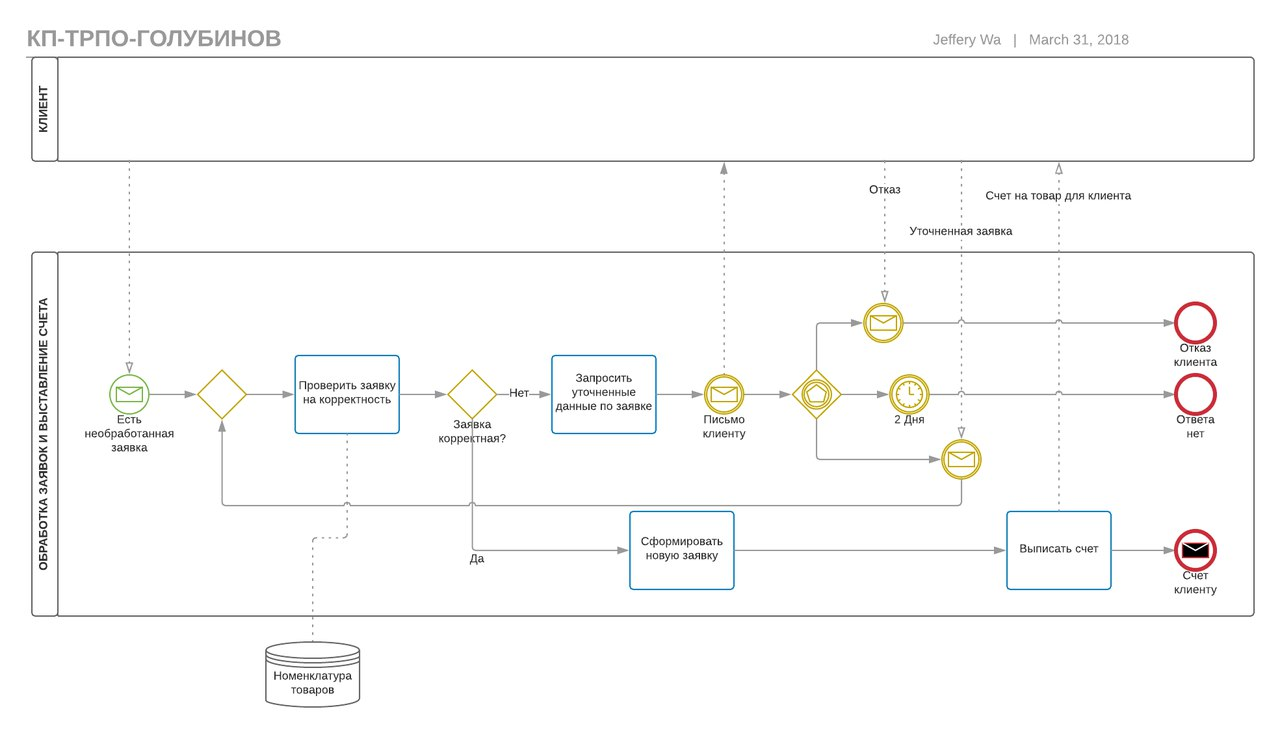 КП-ТРПО-ГОЛУБИНОВ
Jeffery Wa | March 31, 2018
КЛИЕНТ
Отказ
Счет на товар для клиента
Уточненная заявка
ОБРАБОТКА ЗАЯВОК И ВЫСТАВЛЕНИЕ СЧЕТА
Есть
необработанная
заявка
Проверить заявку
на корректность
Заявка
корректная?
Нет
Да
Запросить
уточненные
данные по заявке
Письмо
клиенту
2 Дня
Отказ
клиента
Ответа
нет
Сформировать
новую заявку
Выписать счет
Счет
клиенту
Номенклатура
товаров